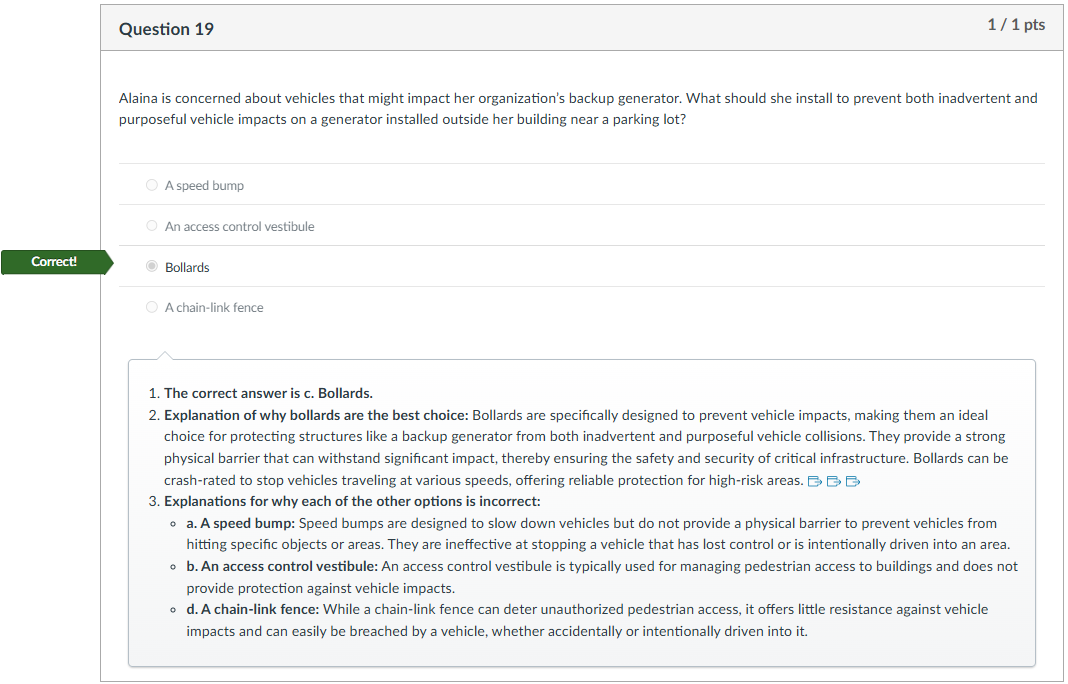 Question 19
1 / 1 pts
Alaina is concerned about vehicles that might impact her organization's backup generator. What should she install to prevent both inadvertent and
purposeful vehicle impacts on a generator installed outside her building near a parking lot?
A speed bump
An access control vestibule
Correct!
Bollards
A chain-link fence
1. The correct answer is c. Bollards.
2. Explanation of why bollards are the best choice: Bollards are specifically designed to prevent vehicle impacts, making them an ideal
choice for protecting structures like a backup generator from both inadvertent and purposeful vehicle collisions. They provide a strong
physical barrier that can withstand significant impact, thereby ensuring the safety and security of critical infrastructure. Bollards can be
crash-rated to stop vehicles traveling at various speeds, offering reliable protection for high-risk areas.
3. Explanations for why each of the other options is incorrect:
a. A speed bump: Speed bumps are designed to slow down vehicles but do not provide a physical barrier to prevent vehicles from
hitting specific objects or areas. They are ineffective at stopping a vehicle that has lost control or is intentionally driven into an area.
b. An access control vestibule: An access control vestibule is typically used for managing pedestrian access to buildings and does not
provide protection against vehicle impacts.
d. A chain-link fence: While a chain-link fence can deter unauthorized pedestrian access, it offers little resistance against vehicle
impacts and can easily be breached by a vehicle, whether accidentally or intentionally driven into it.